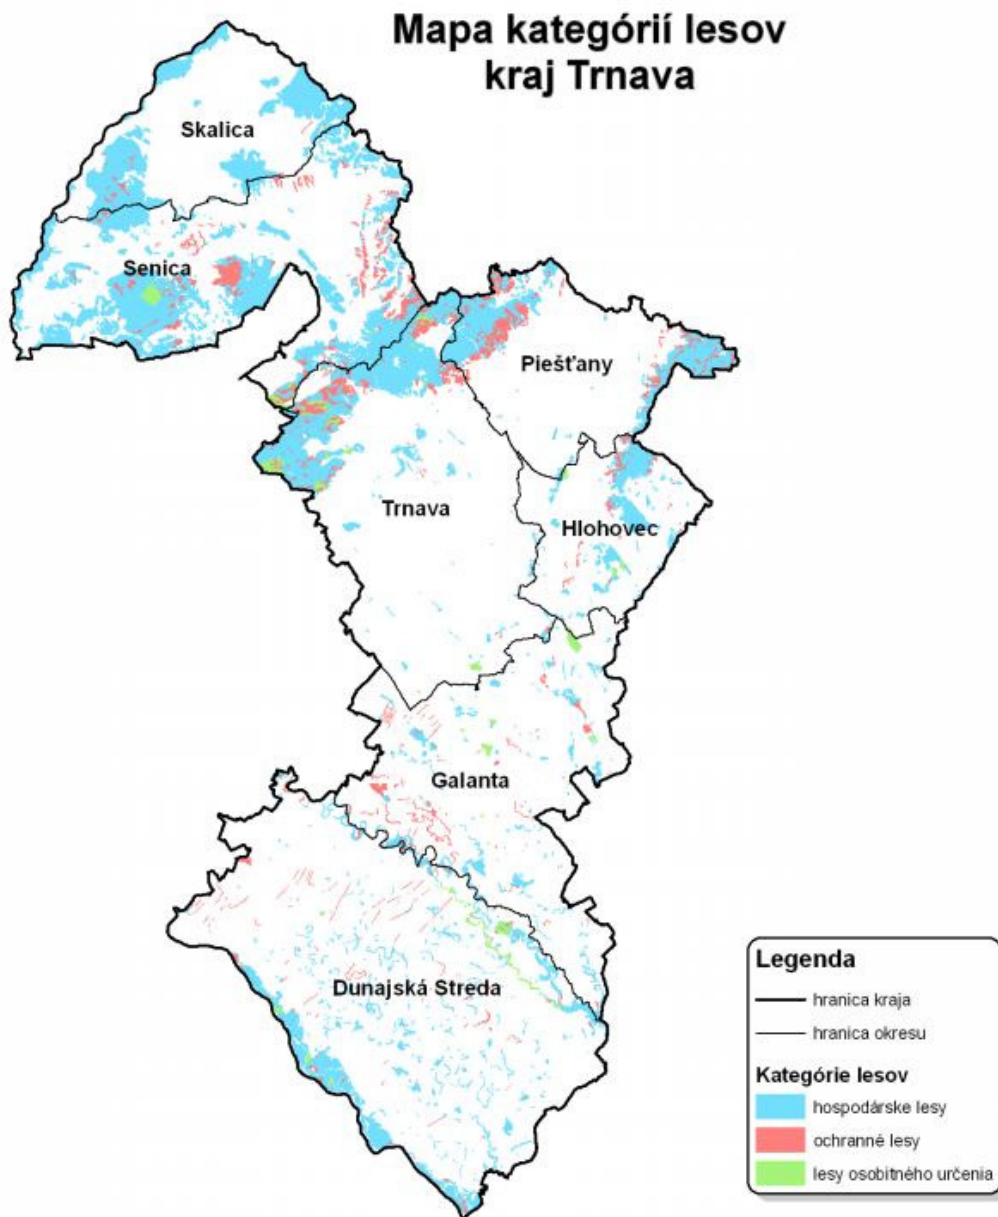 Mapa kategórií lesov
kraj Trnava
Skalica
Senica
Piešťany
Trnava
Hlohovec
Galanta
Dunajská Streda
Legenda
hranica kraja
hranica okresu
Kategórie lesov
hospodárske lesy
ochranné lesy
lesy osobitného určenia